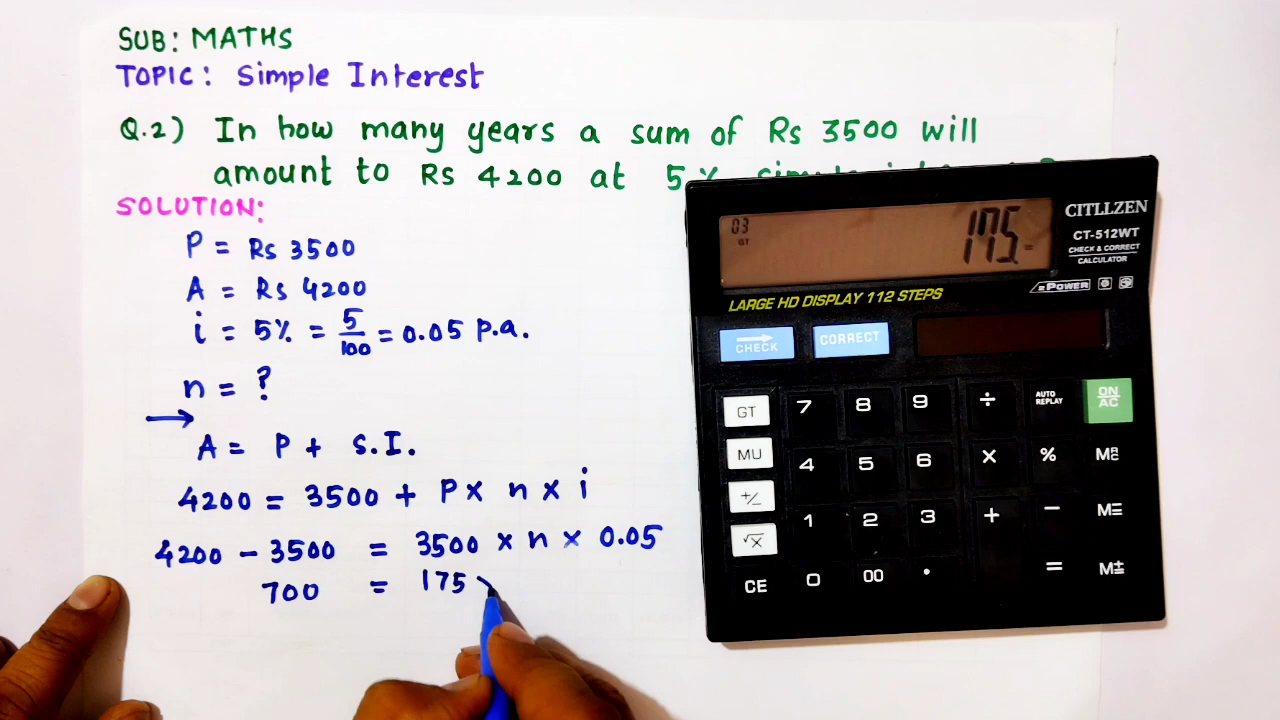 SUB: MATHS
TOPIC: Simple Interest
Q.2) In how many years a sum of Rs 3500 will
amount to Rs 4200 at 5%
SOLUTION:
P = Rs 3500
A = Rs 4200
i = 5% = 5/100 = 0.05 p.a.
n = ?
→
A = P + S.I.
4200 = 3500 + P × n × i
4200 - 3500 = 3500 × n × 0.05
700 = 175
03
GT
175.
=
CITLLZEN
CT-512WT
CHECK & CORRECT
CALCULATOR
POWER
LARGE HD DISPLAY 112 STEPS
CHECK
CORRECT
GT 7 8 9 ÷ AUTO REPLAY ON/AC
MU 4 5 6 × %
+/− 1 2 3 + − M=
√X
CE 0 00 . = M±